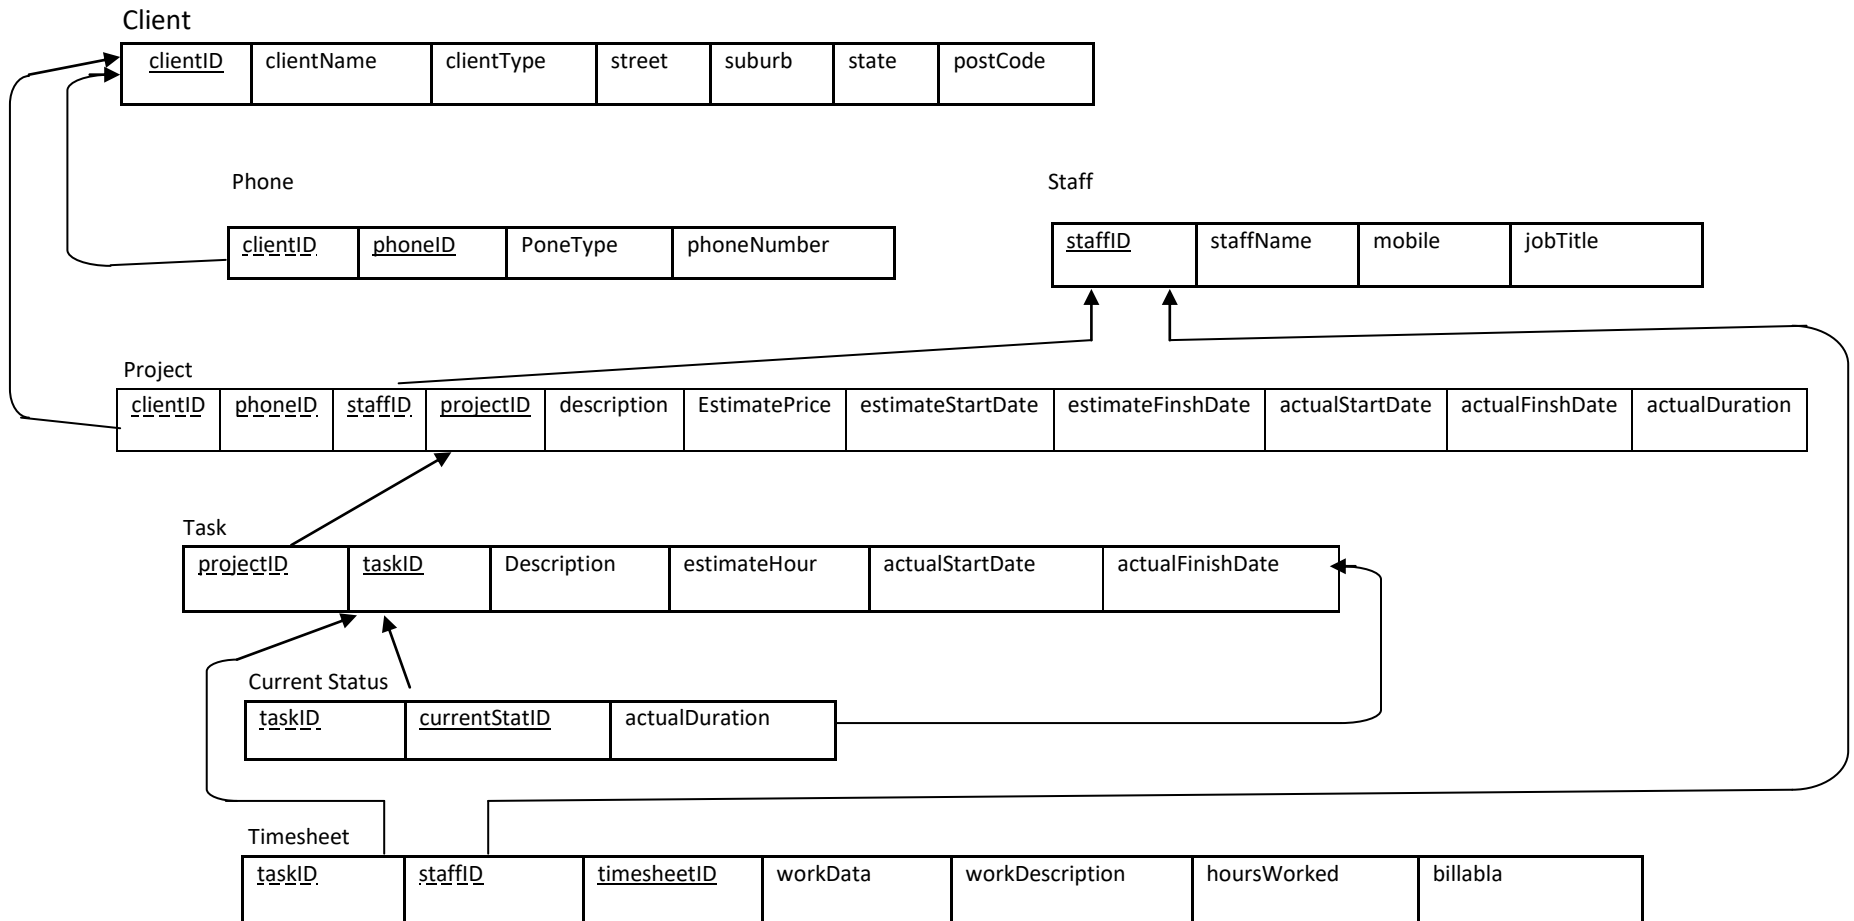 Client
clientID clientName clientType street suburb state postCode
Phone Staff
clientID phoneID PoneType phoneNumber staffID staffName mobile jobTitle
Project
clientID phoneID staffID projectID description EstimatePrice estimateStartDate estimateFinshDate actualStartDate actualFinshDate actualDuration
Task
projectID taskID Description estimateHour actualStartDate actualFinishDate
Current Status
taskID currentStatID actualDuration
Timesheet
taskID staffID timesheetID workData workDescription hoursWorked billabla